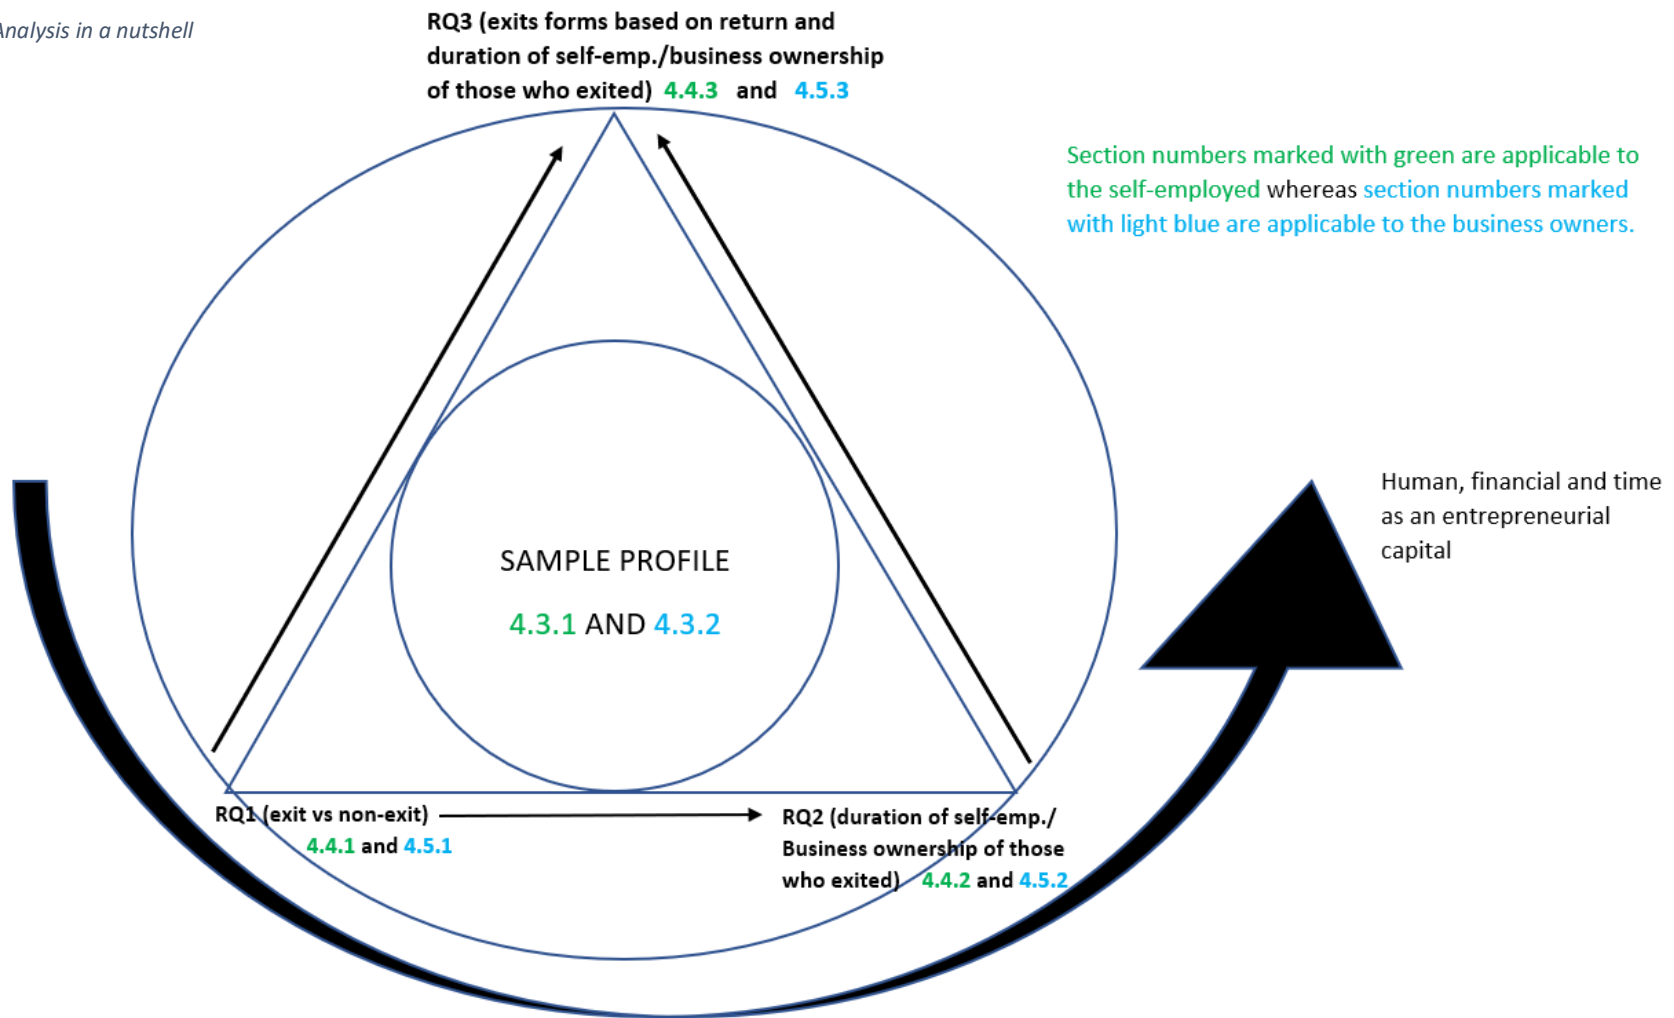 Analysis in a nutshell
RQ3 (exits forms based on return and
duration of self-emp./business ownership
of those who exited) 4.4.3 and 4.5.3
Section numbers marked with green are applicable to
the self-employed whereas section numbers marked
with light blue are applicable to the business owners.
Human, financial and time
as an entrepreneurial
capital
SAMPLE PROFILE
4.3.1 AND 4.3.2
RQ1 (exit vs non-exit)
4.4.1 and 4.5.1
RQ2 (duration of self-emp./
Business ownership of those
who exited) 4.4.2 and 4.5.2